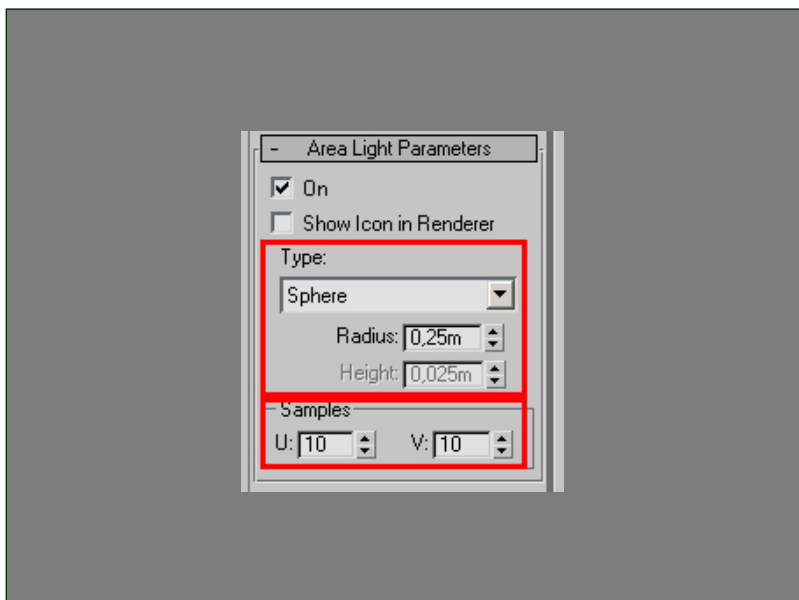 - Area Light Parameters
On
Show Icon in Renderer
Type:
Sphere
Radius: 0,25m
Height: 0,025m
Samples
U: 10 V: 10